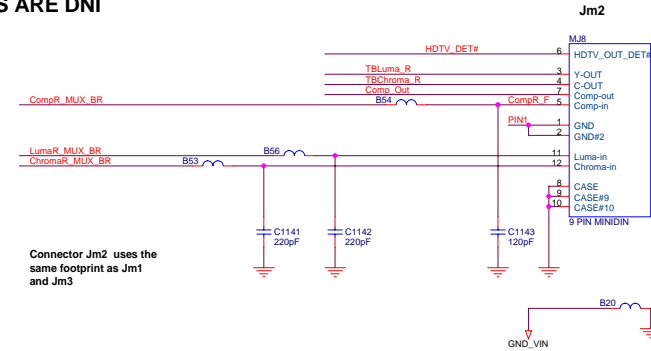 S ARE DNI
Jm2
MJ8
HDTV_DET#
6
HDTV_OUT_DET#
TBLuma_R
3
Y-OUT
TBChroma_R
4
C-OUT
Comp_Out
7
Comp-out
CompR_MUX_BR
B54
CompR_F
5
Comp-in
PIN1
1
GND
2
GND#2
LumaR_MUX_BR
B56
11
Luma-in
ChromaR_MUX_BR
B53
12
Chroma-in
8
CASE
9
CASE#9
10
CASE#10
9 PIN MINIDIN
C1141
220pF
C1142
220pF
C1143
120pF
Connector Jm2 uses the
same footprint as Jm1
and Jm3
B20
GND_VIN